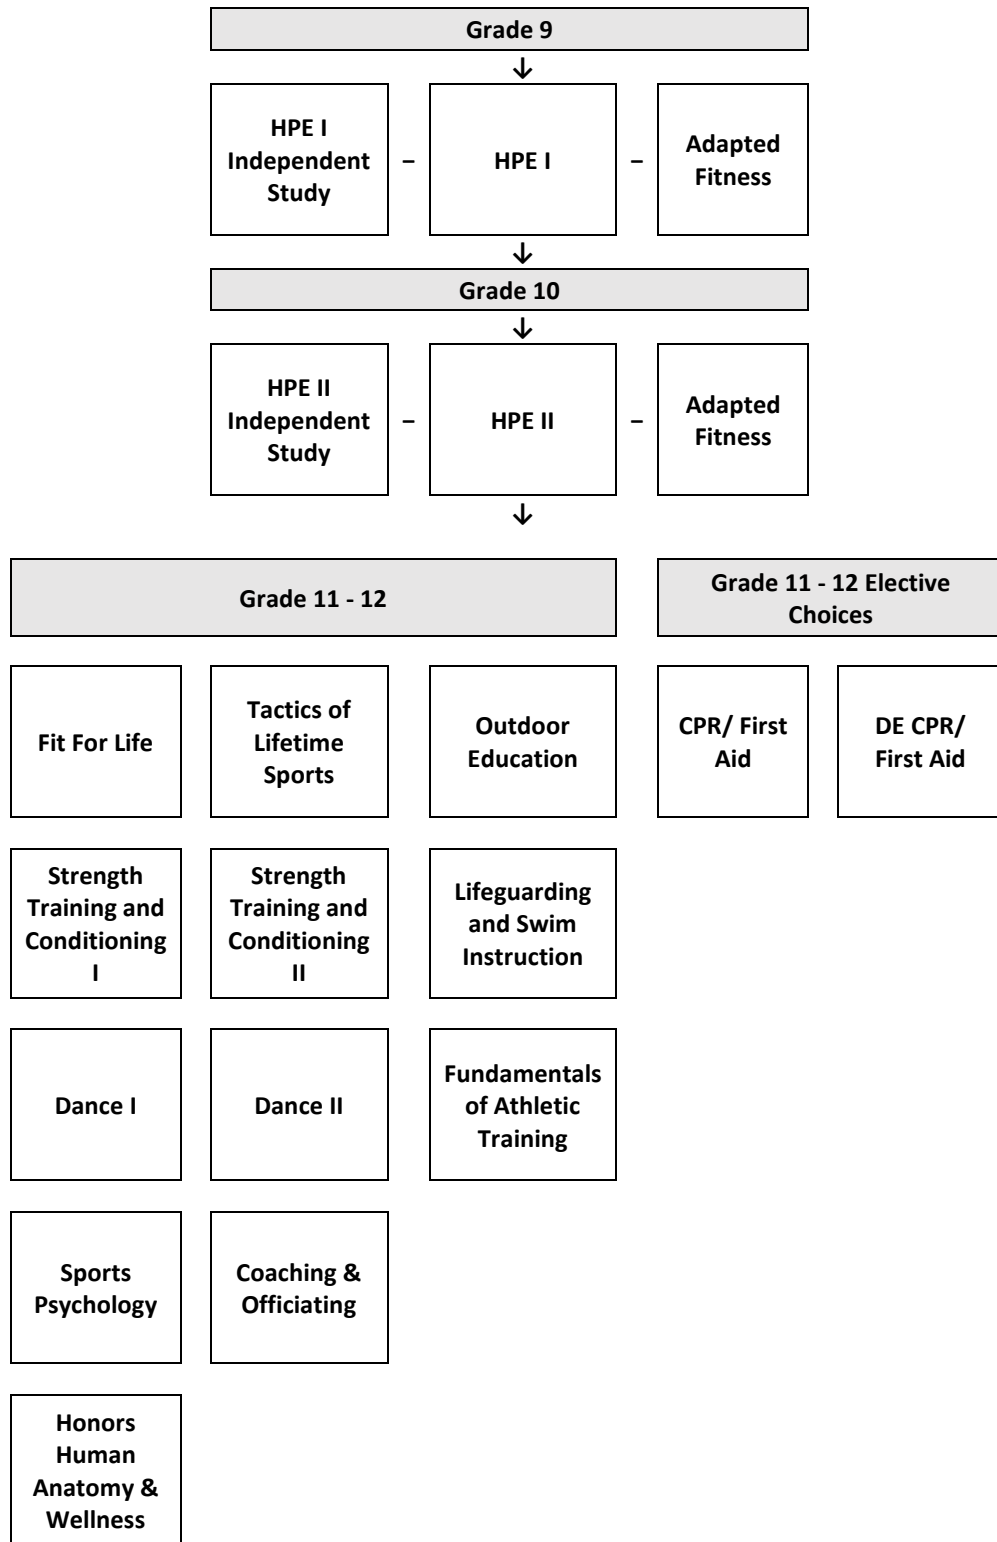 Grade 9
↓
HPE I
Independent
Study
–
HPE I
–
Adapted
Fitness
↓
Grade 10
↓
HPE II
Independent
Study
–
HPE II
–
Adapted
Fitness
↓
Grade 11 - 12
Grade 11 - 12 Elective
Choices
Fit For Life
Tactics of
Lifetime
Sports
Outdoor
Education
CPR/ First
Aid
DE CPR/
First Aid
Strength
Training and
Conditioning
I
Strength
Training and
Conditioning
II
Lifeguarding
and Swim
Instruction
Dance I
Dance II
Fundamentals
of Athletic
Training
Sports
Psychology
Coaching &
Officiating
Honors
Human
Anatomy &
Wellness